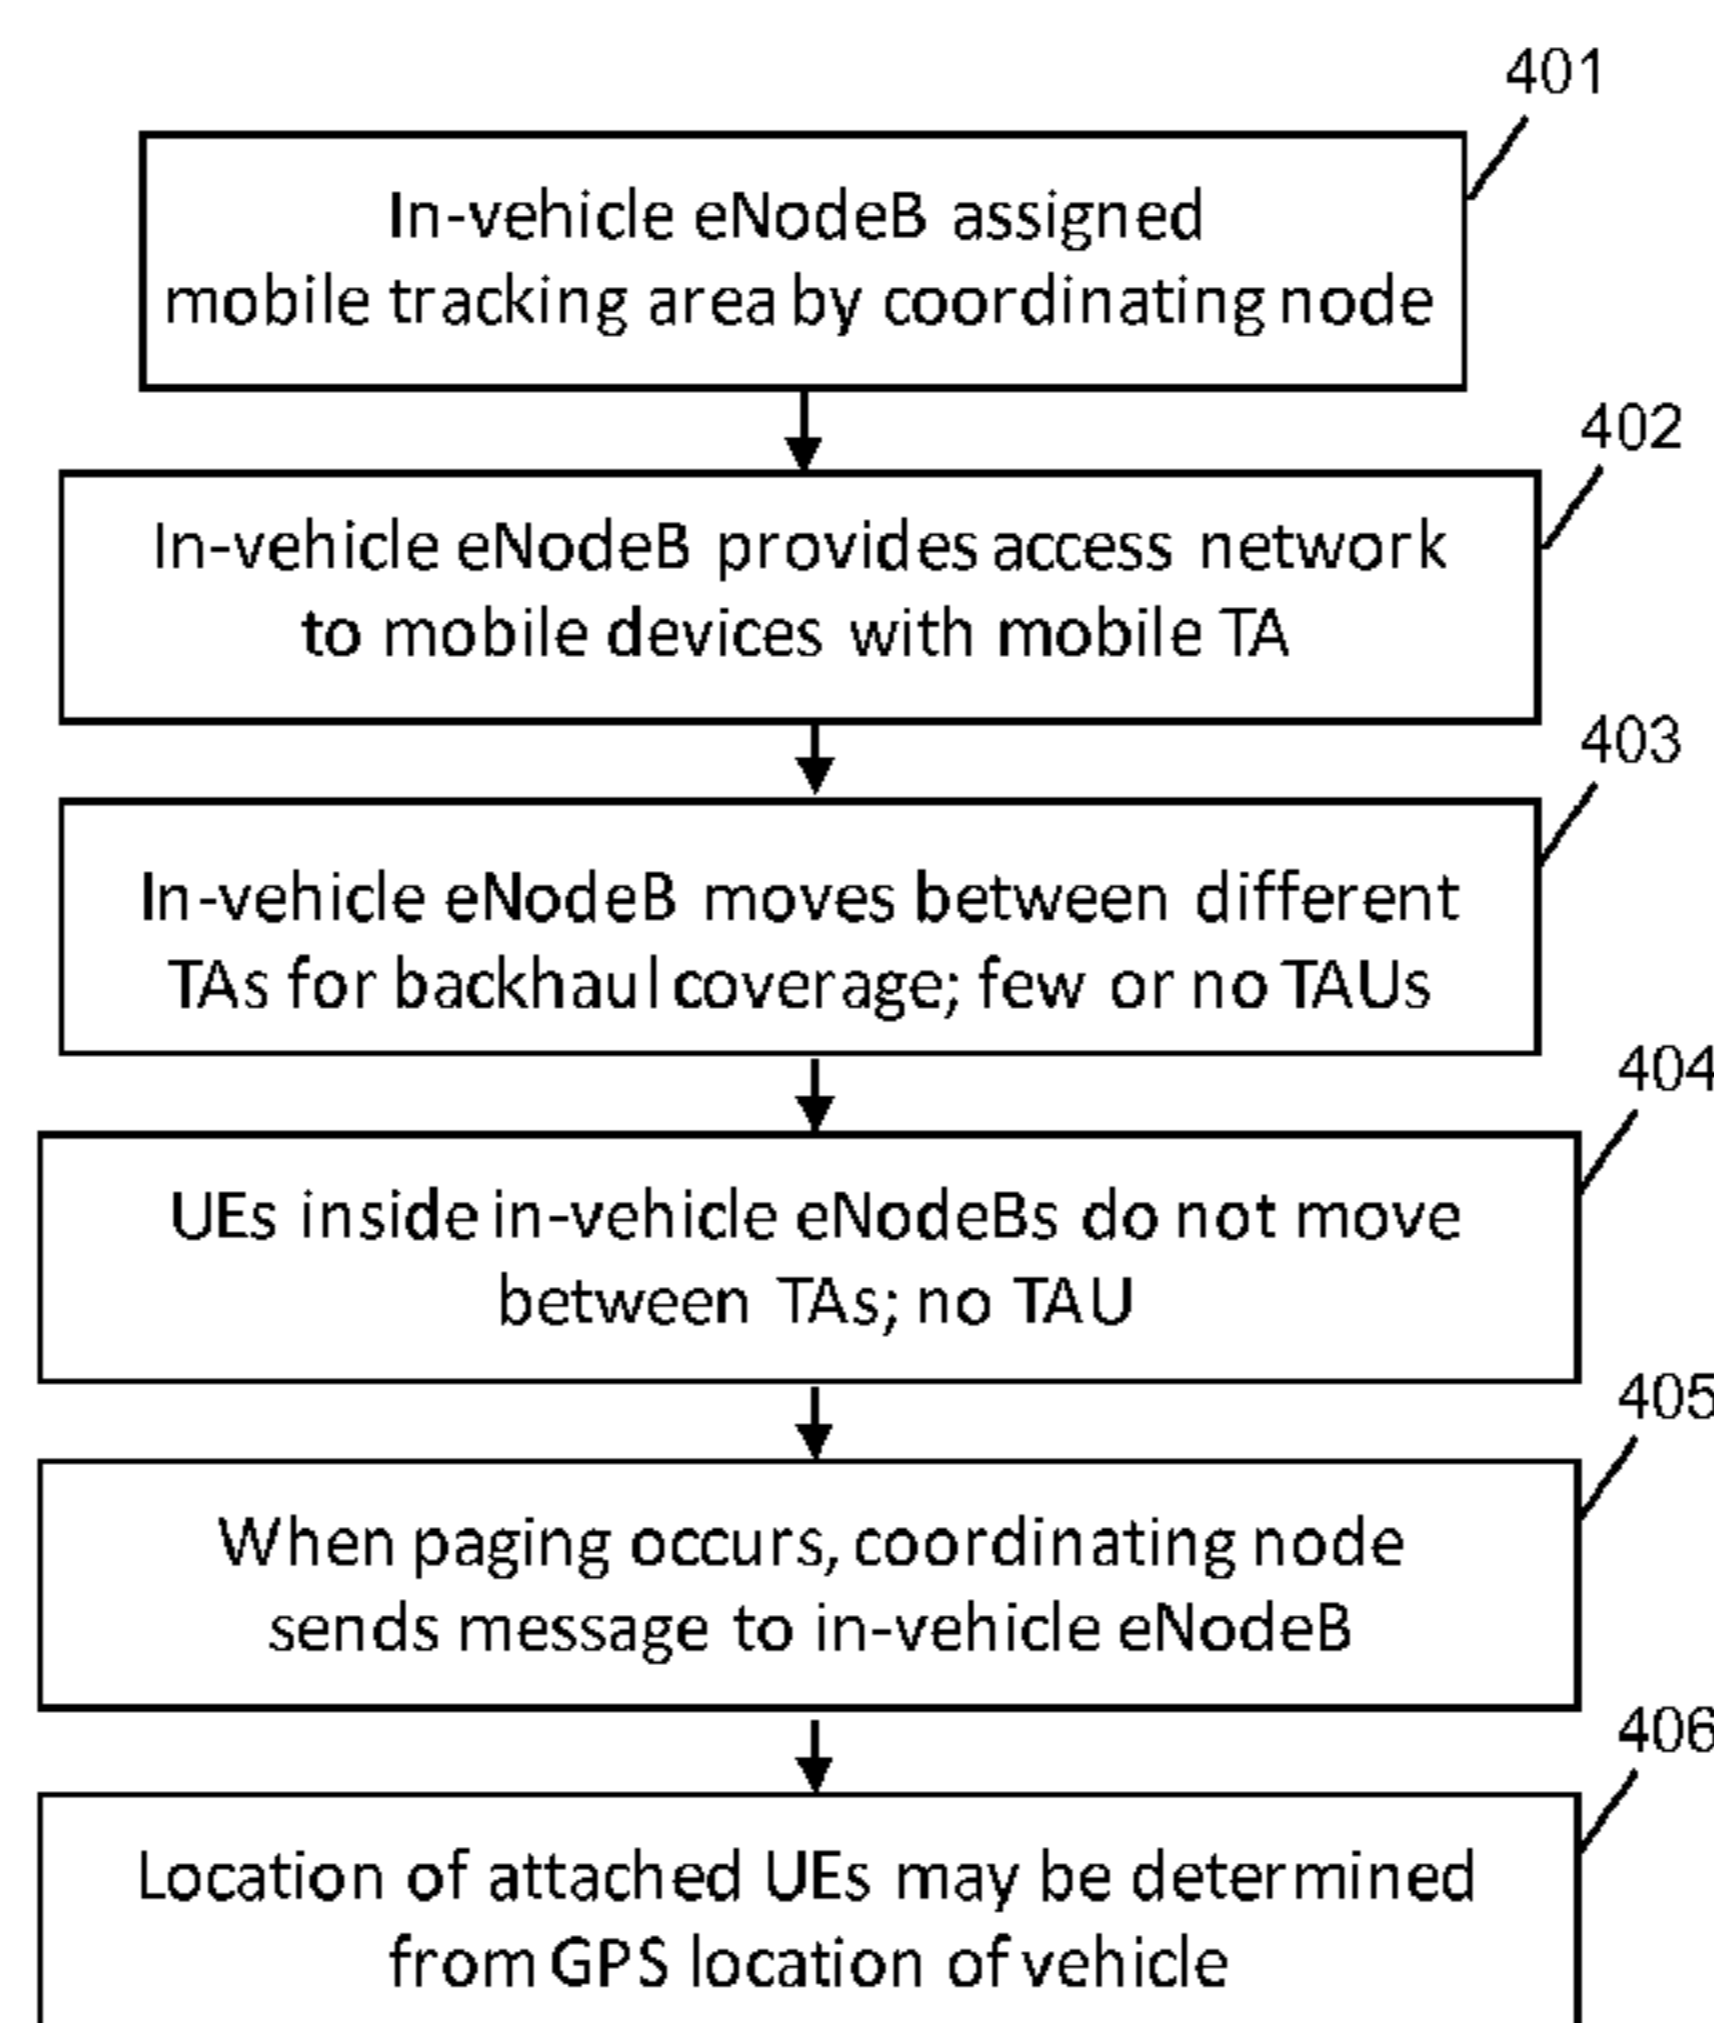 401
In-vehicle eNodeB assigned
mobile tracking area by coordinating node
402
In-vehicle eNodeB provides access network
to mobile devices with mobile TA
403
In-vehicle eNodeB moves between different
TAs for backhaul coverage; few or no TAUs
404
UEs inside in-vehicle eNodeBs do not move
between TAs; no TAU
405
When paging occurs, coordinating node
sends message to in-vehicle eNodeB
406
Location of attached UEs may be determined
from GPS location of vehicle